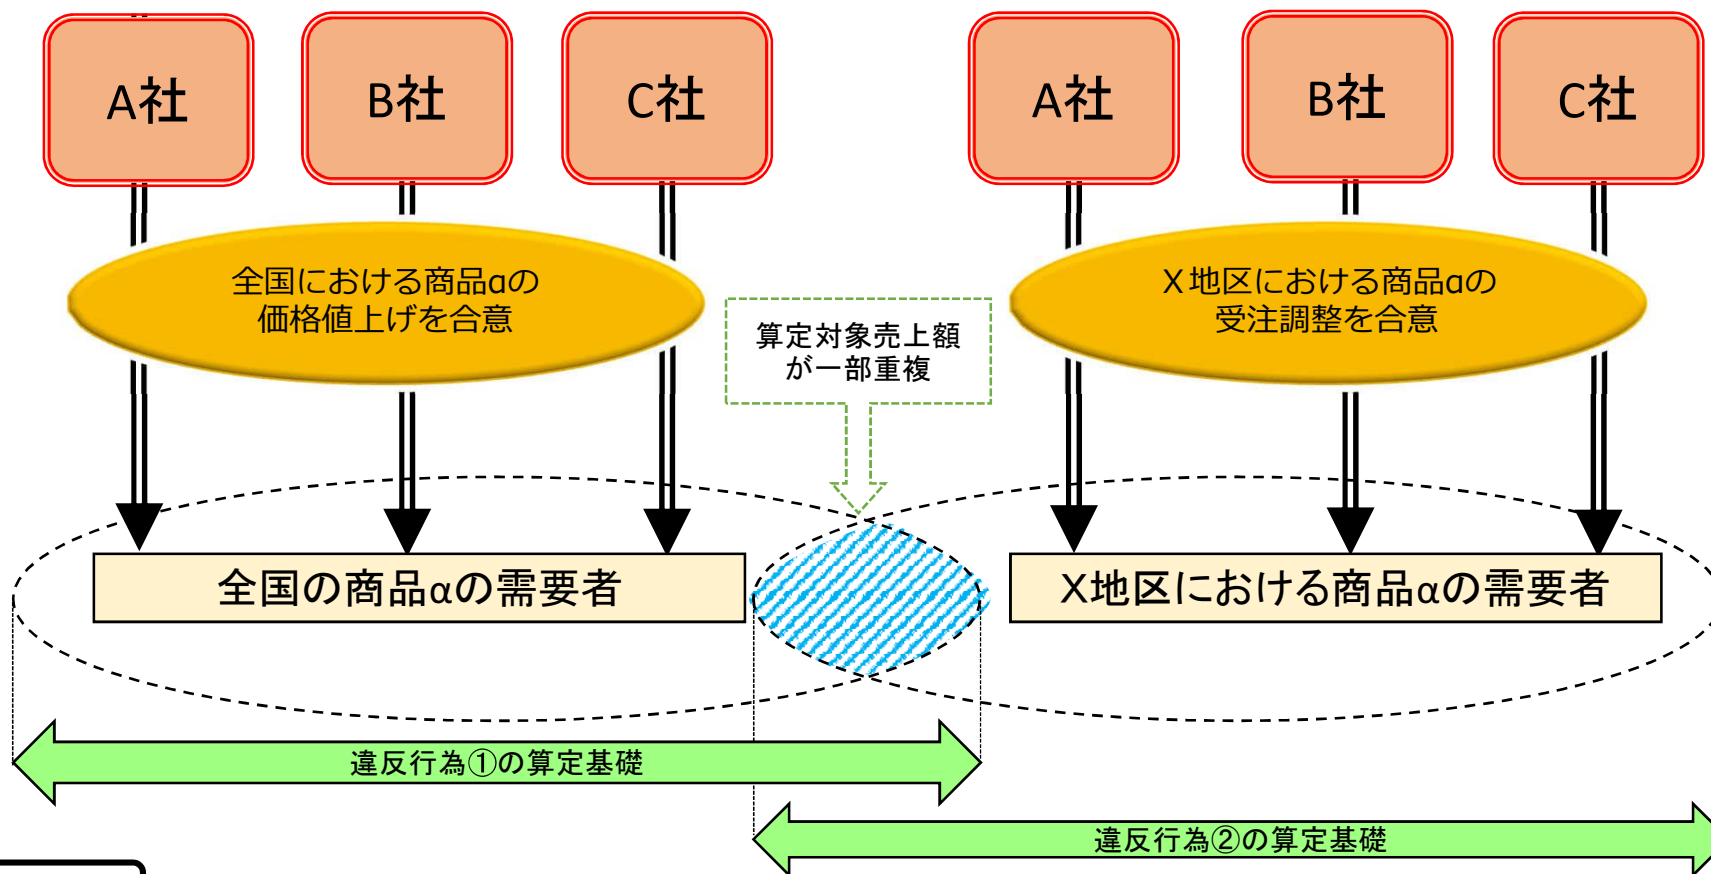 A社
B社
C社
A社
B社
C社
全国における商品αの
価格値上げを合意
X地区における商品αの
受注調整を合意
算定対象売上額
が一部重複
全国の商品αの需要者
X地区における商品αの需要者
違反行為①の算定基礎
違反行為②の算定基礎